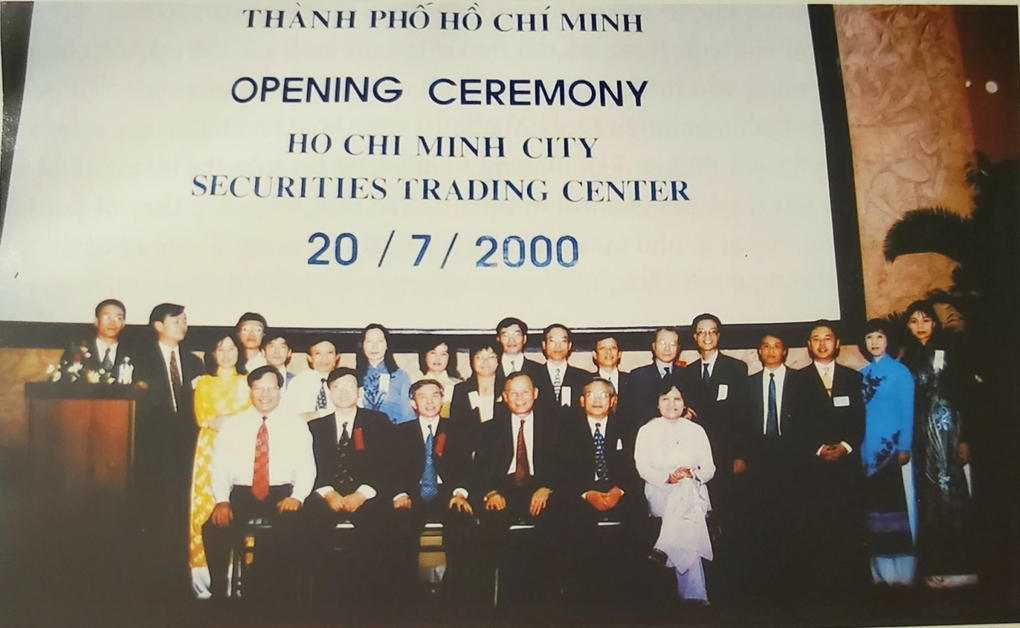 THÀNH PHỐ HỒ CHÍ MINH
OPENING CEREMONY
HO CHI MINH CITY
SECURITIES TRADING CENTER
20 / 7 / 2000